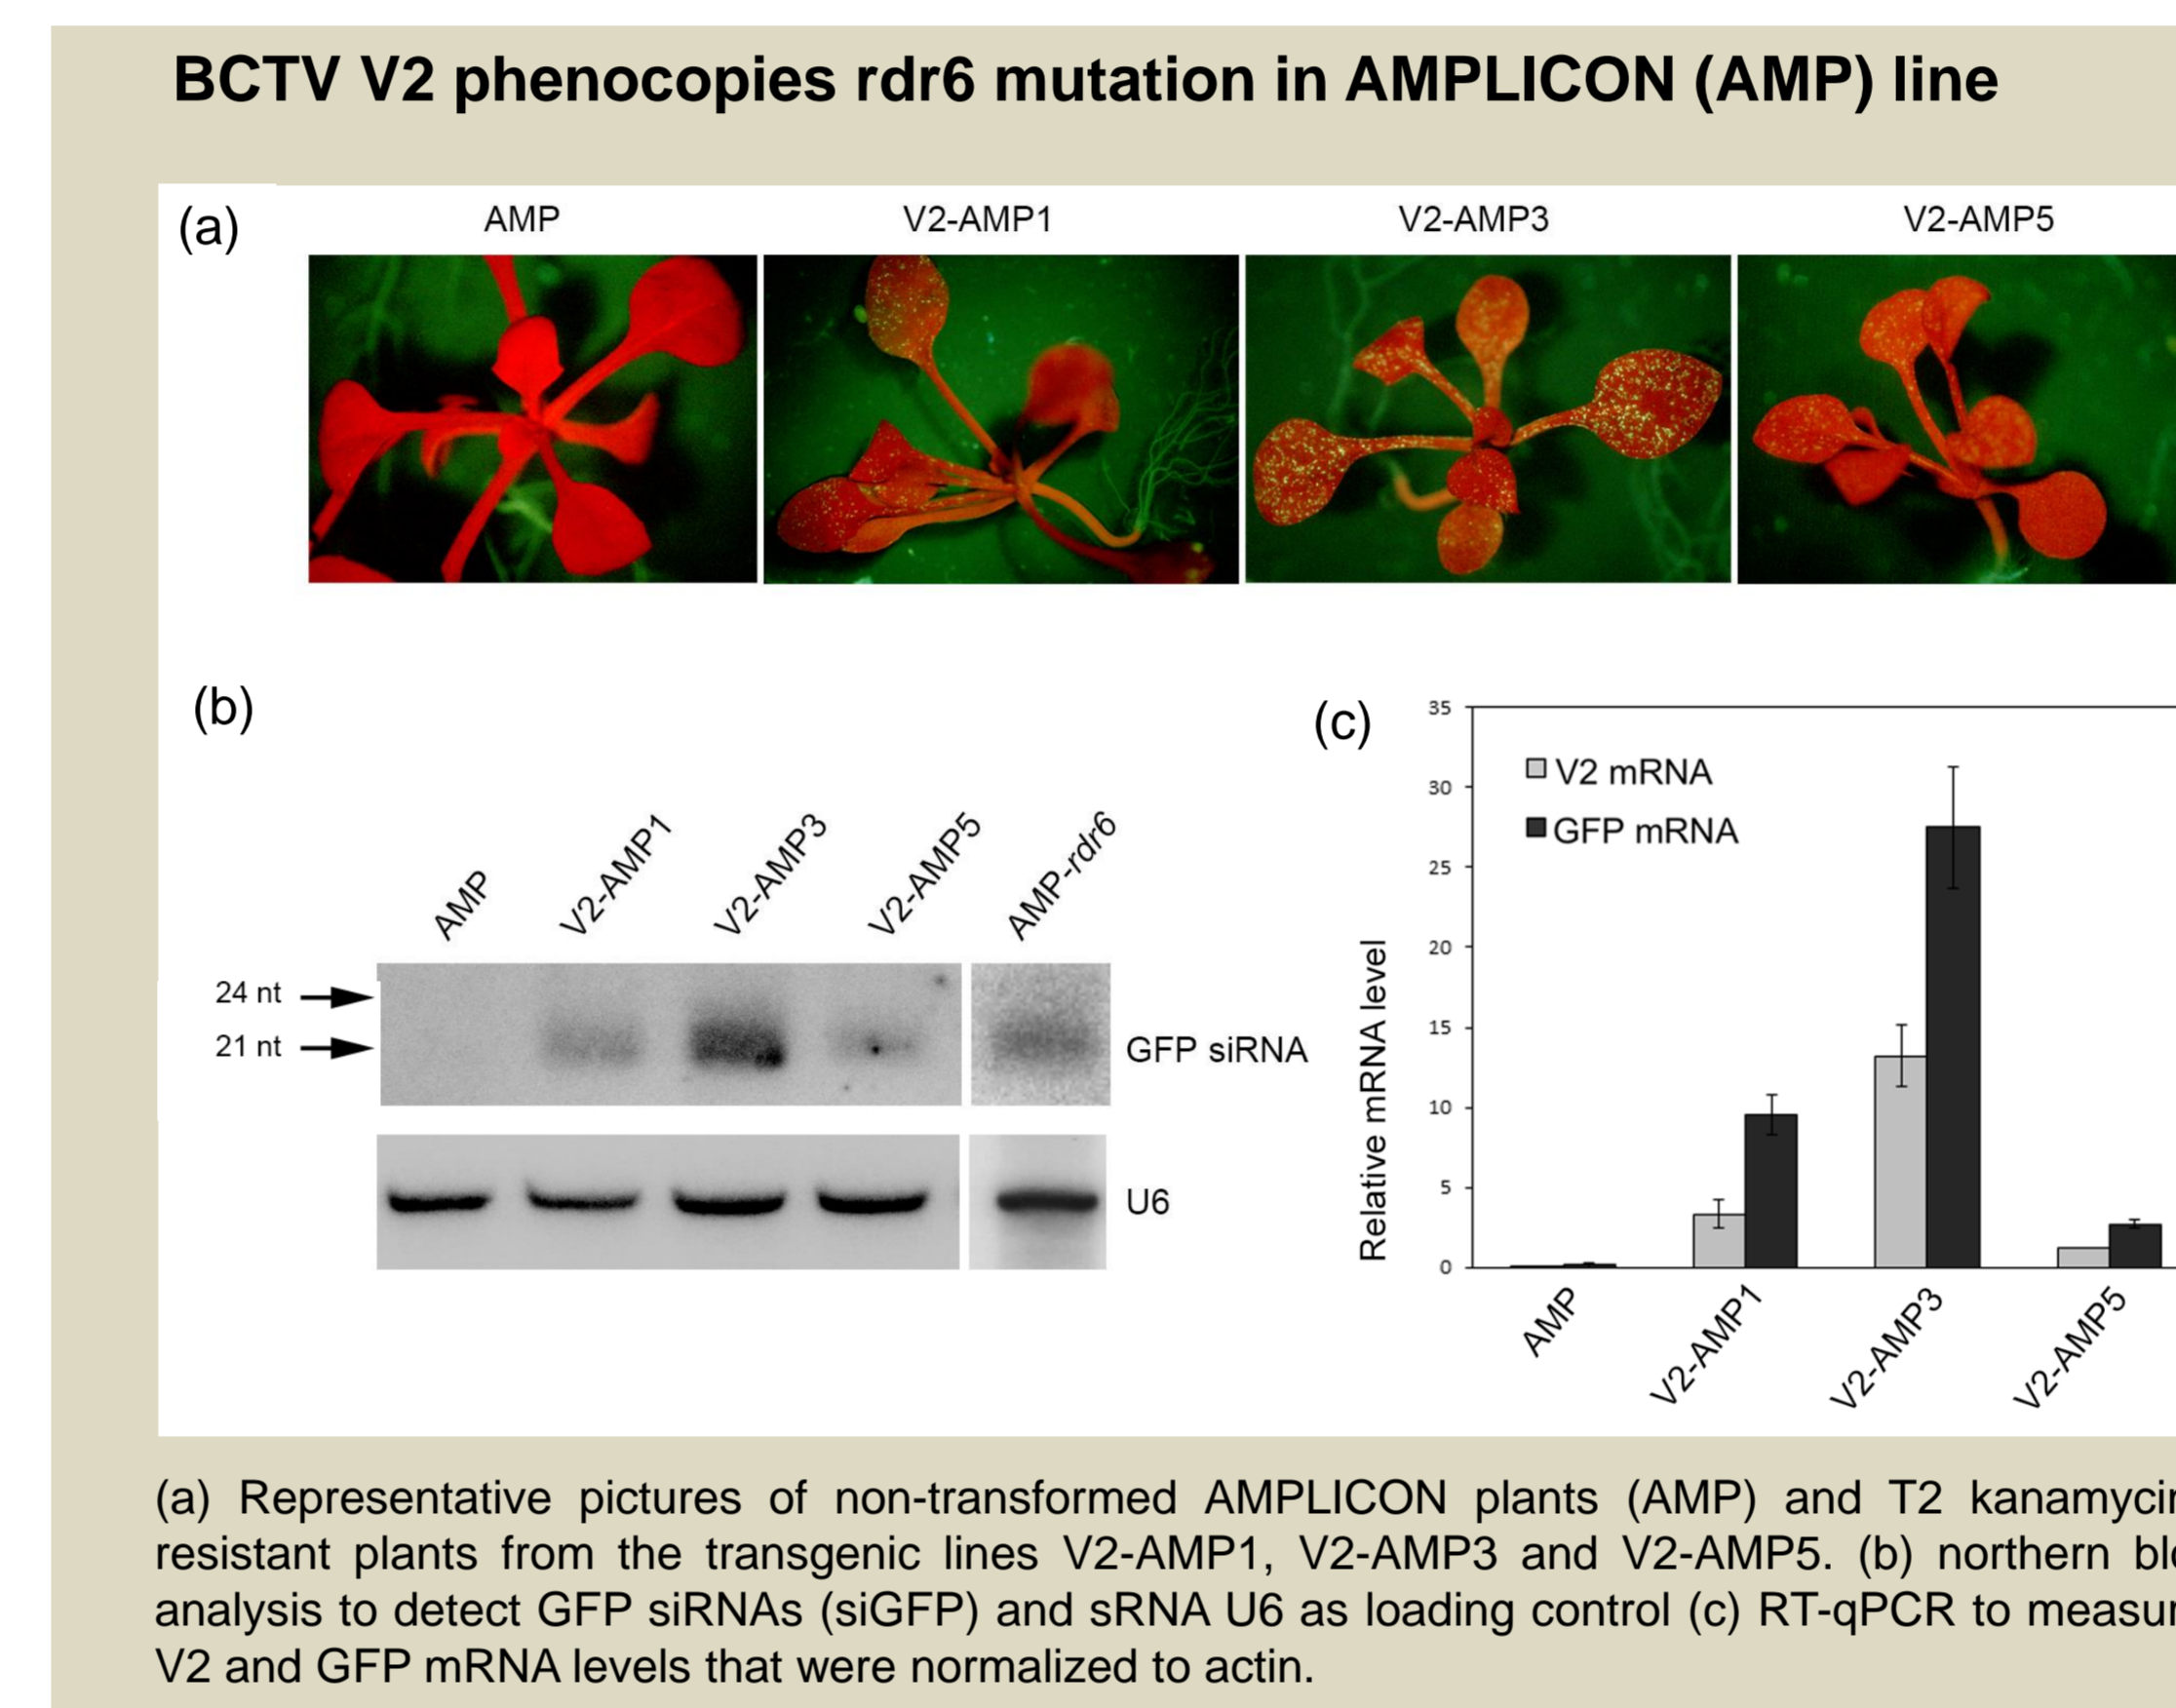 BCTV V2 phenocopies rdr6 mutation in AMPLICON (AMP) line
(a)
AMP
V2-AMP1
V2-AMP3
V2-AMP5
(b)
AMP
V2-AMP1
V2-AMP3
V2-AMP5
AMP-rdr6
24 nt
21 nt
GFP siRNA
U6
(c)
V2 mRNA
GFP mRNA
Relative mRNA level
35
30
25
20
15
10
5
0
AMP
V2-AMP1
V2-AMP3
V2-AMP5
(a) Representative pictures of non-transformed AMPLICON plants (AMP) and T2
resistant plants from the transgenic lines V2-AMP1, V2-AMP3 and V2-AMP5. (b) northern
analysis to detect GFP siRNAs (siGFP) and sRNA U6 as loading control (c) RT-qPCR to
V2 and GFP mRNA levels that were normalized to actin.